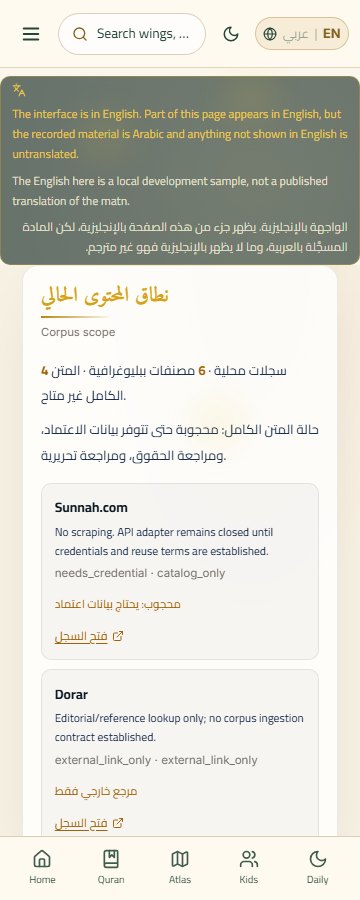 Search wings, ...
عربي | EN
The interface is in English. Part of this page appears in English, but
the recorded material is Arabic and anything not shown in English is
untranslated.
The English here is a local development sample, not a published
translation of the matn.
الواجهة بالإنجليزية. يظهر جزء من هذه الصفحة بالإنجليزية، لكن المادة
المسجّلة بالعربية، وما لا يظهر بالإنجليزية فهو غير مترجم.
نطاق المحتوى الحالي
Corpus scope
4 سجلات محلية · 6 مصنفات ببليوغرافية · المتن
الكامل غير متاح.
حالة المتن الكامل: محجوبة حتى تتوفر بيانات الاعتماد،
ومراجعة الحقوق، ومراجعة تحريرية.
Sunnah.com
No scraping. API adapter remains closed until
credentials and reuse terms are established.
needs_credential · catalog_only
محجوب: يحتاج بيانات اعتماد
فتح السجل
Dorar
Editorial/reference lookup only; no corpus ingestion
contract established.
external_link_only · external_link_only
مرجع خارجي فقط
فتح السجل
Home
Quran
Atlas
Kids
Daily